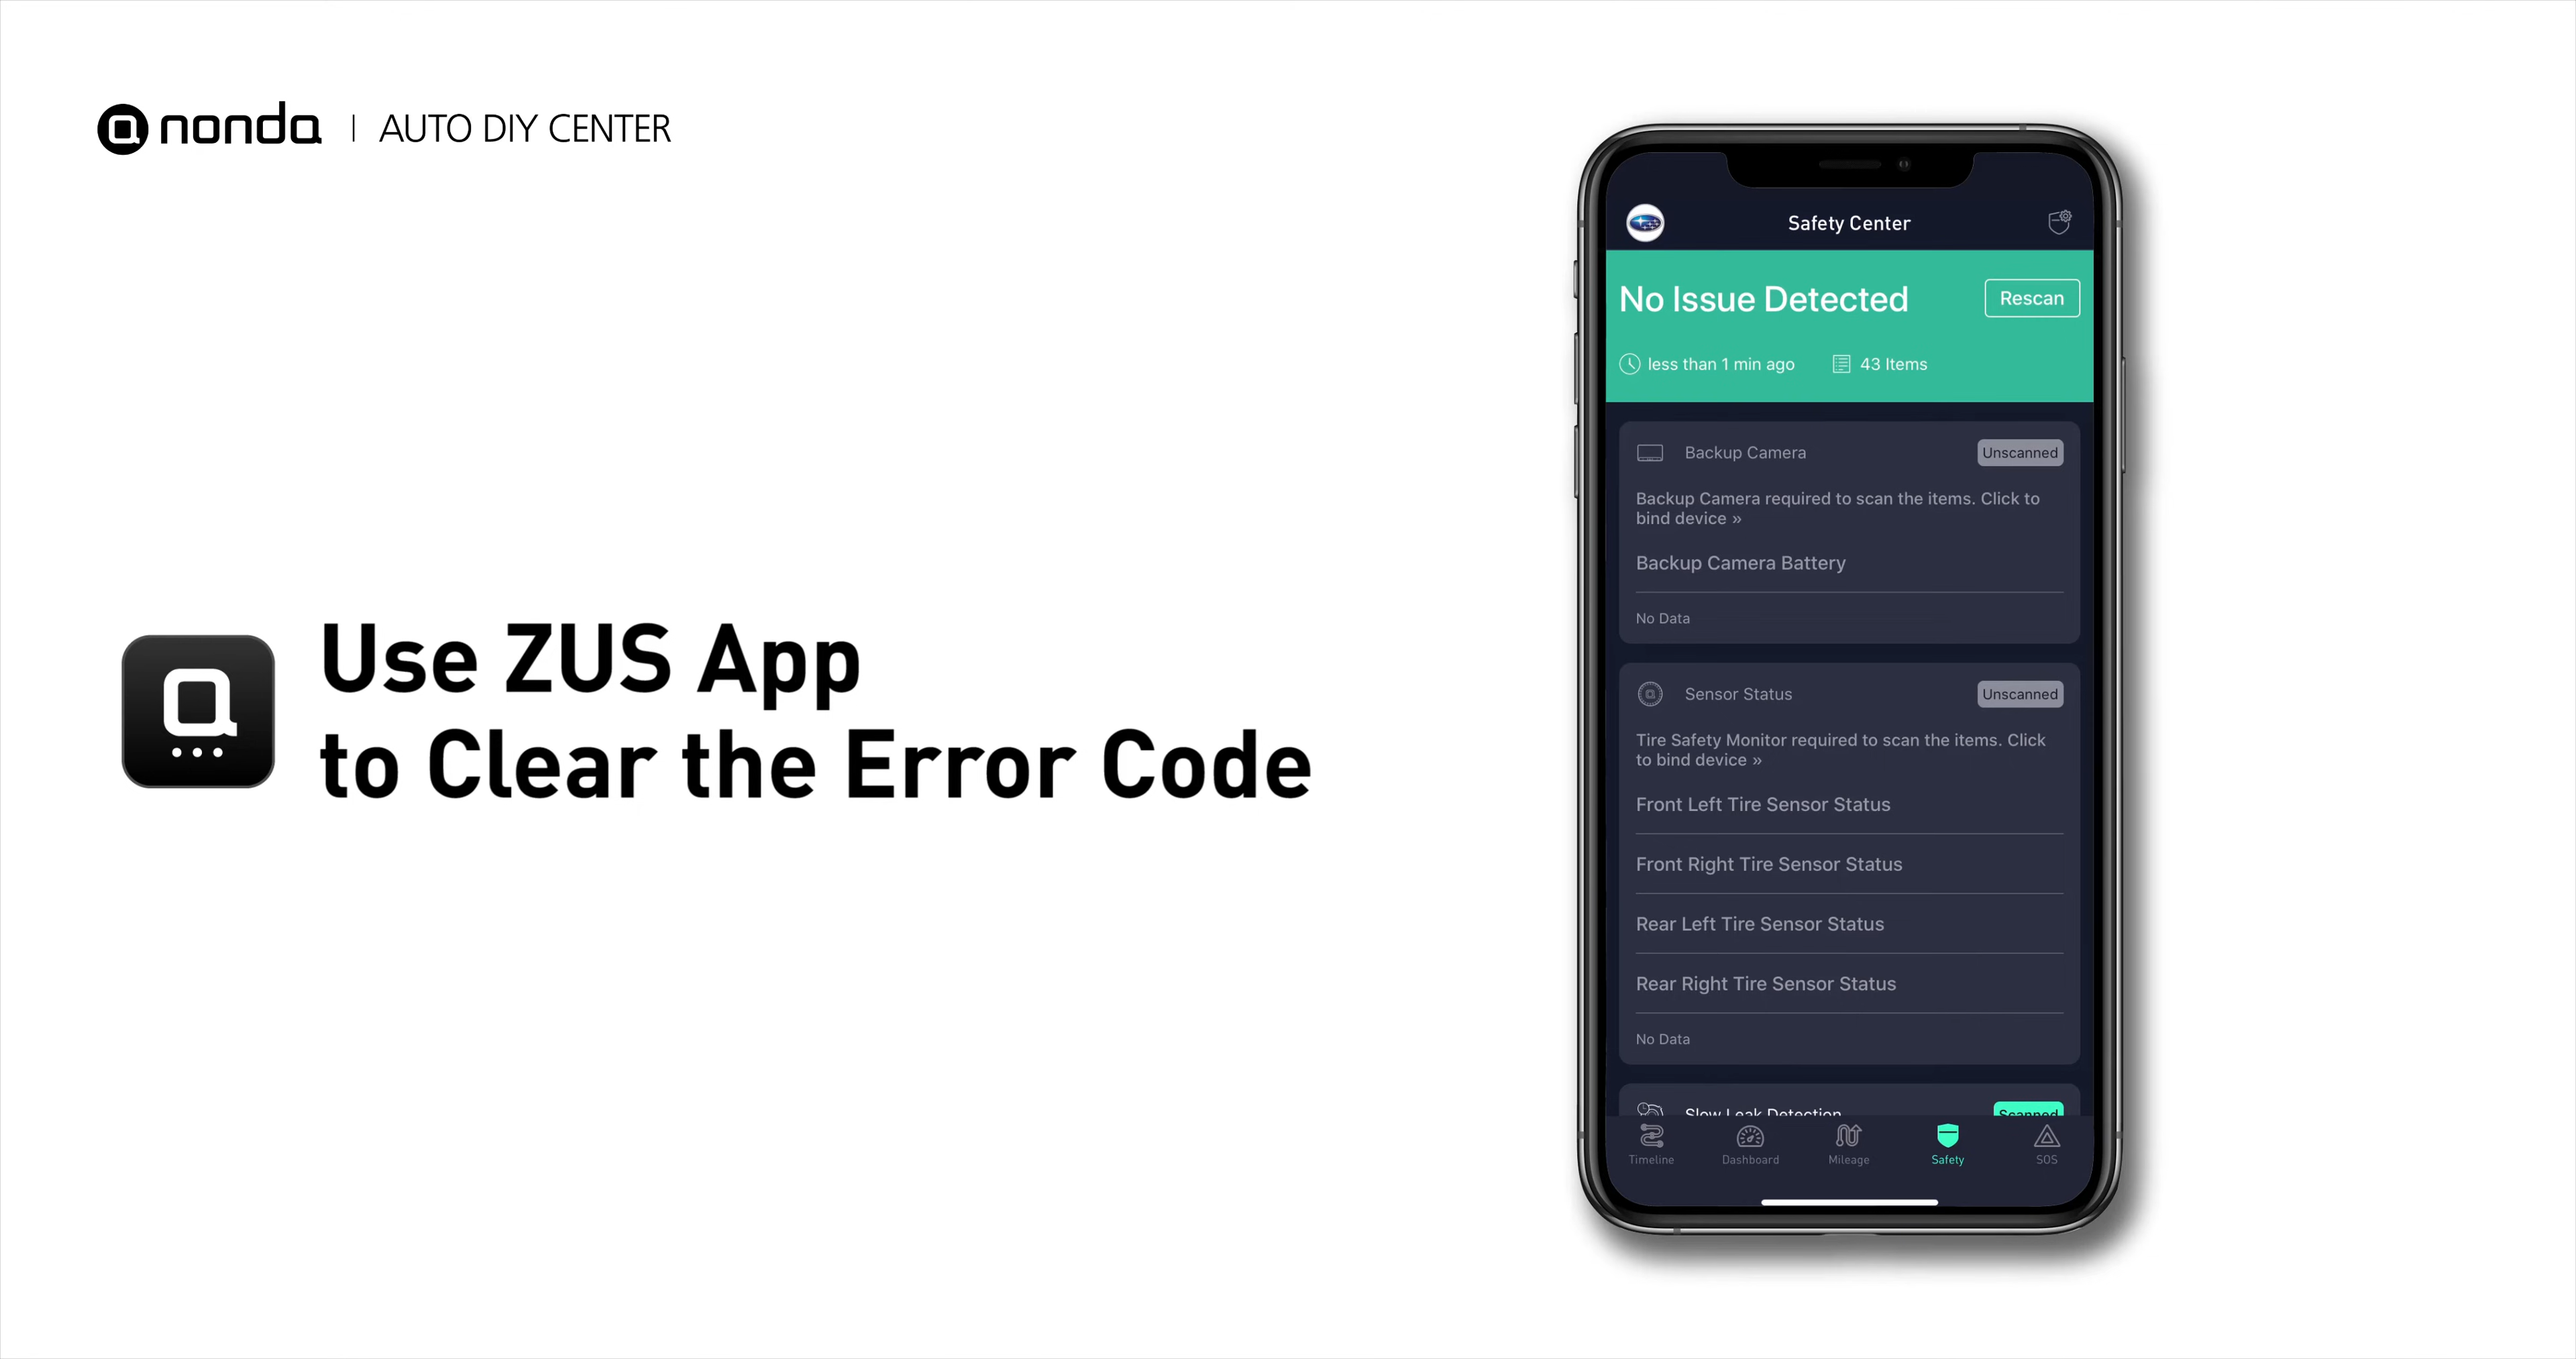 nonda | AUTO DIY CENTER
Use ZUS App
to Clear the Error Code
Safety Center
No Issue Detected
Rescan
less than 1 min ago
43 Items
Backup Camera
Unscanned
Backup Camera required to scan the items. Click to
bind device »
Backup Camera Battery
No Data
Sensor Status
Unscanned
Tire Safety Monitor required to scan the items. Click
to bind device »
Front Left Tire Sensor Status
Front Right Tire Sensor Status
Rear Left Tire Sensor Status
Rear Right Tire Sensor Status
No Data
Slow Leak Detection
Scanned
Timeline
Dashboard
Mileage
Safety
SOS